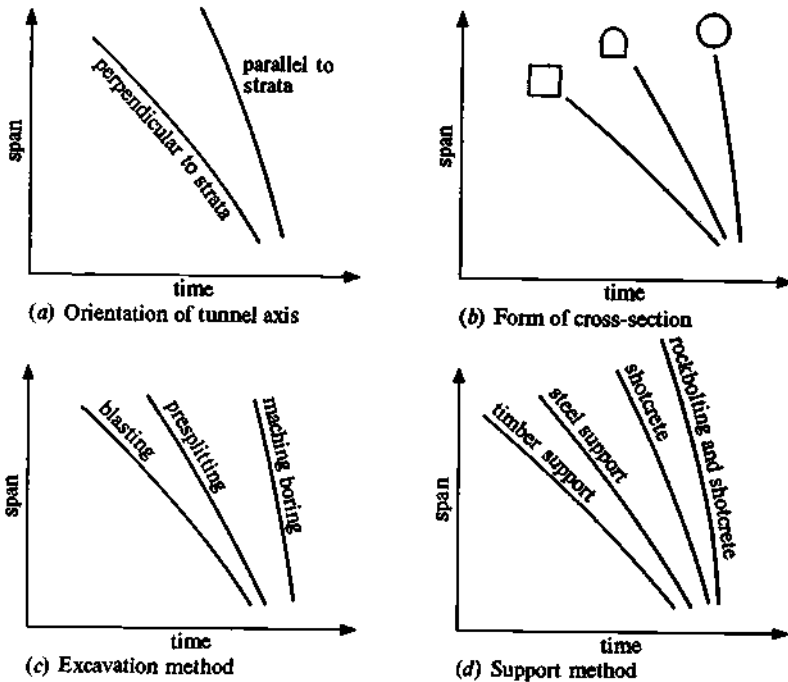 span
perpendicular to strata
parallel to
strata
time
(a) Orientation of tunnel axis
span
time
(b) Form of cross-section
span
blasting
presplitting
maching boring
time
(c) Excavation method
span
timber support
steel support
shotcrete
rockbolting and shotcrete
time
(d) Support method